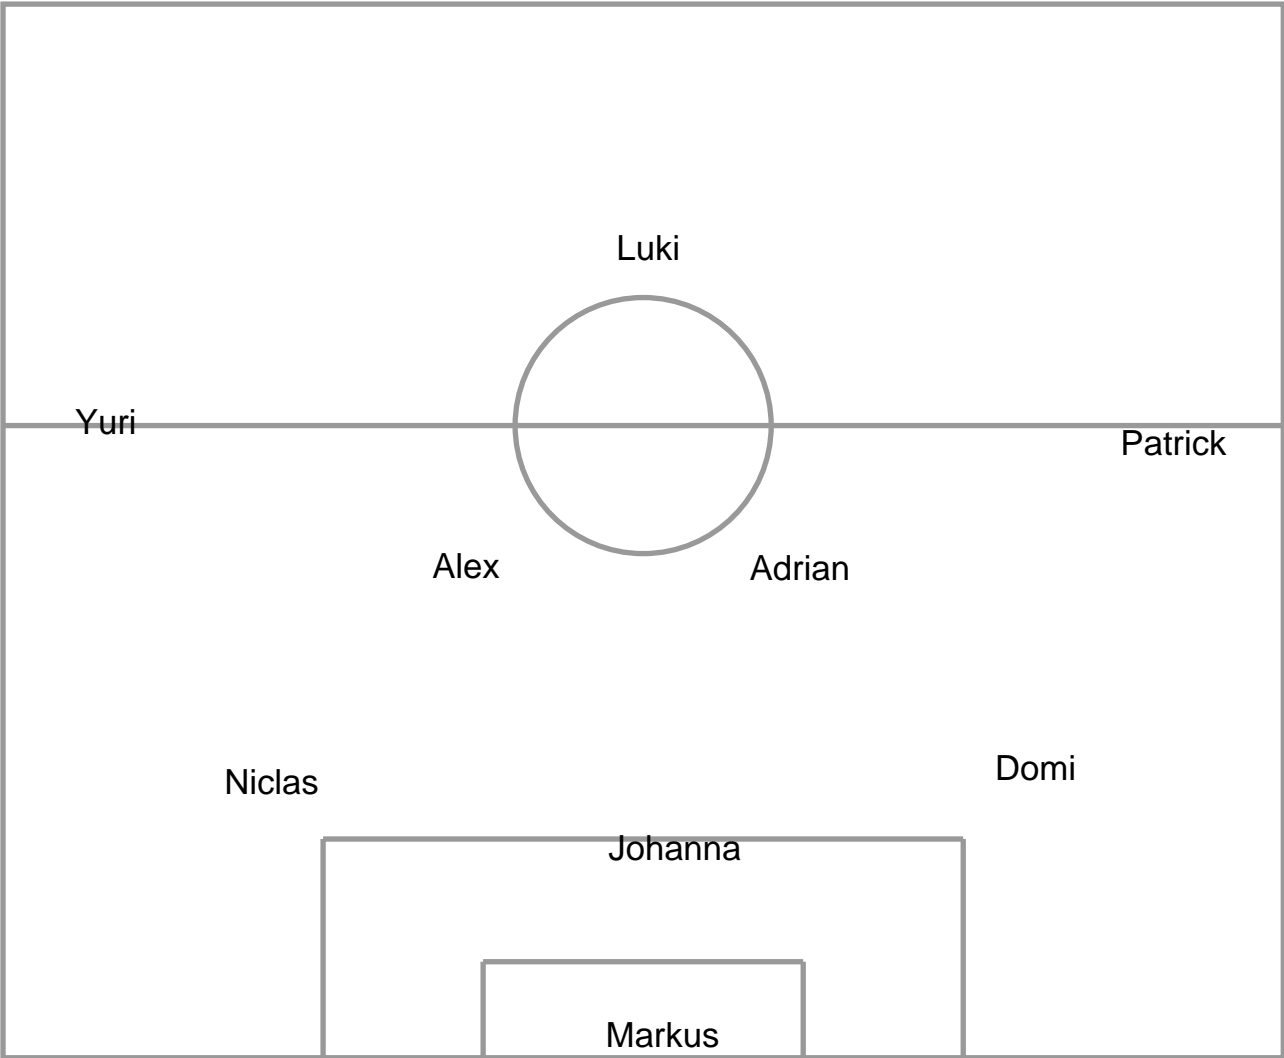 Luki
Yuri
Patrick
Alex
Adrian
Niclas
Domi
Johanna
Markus